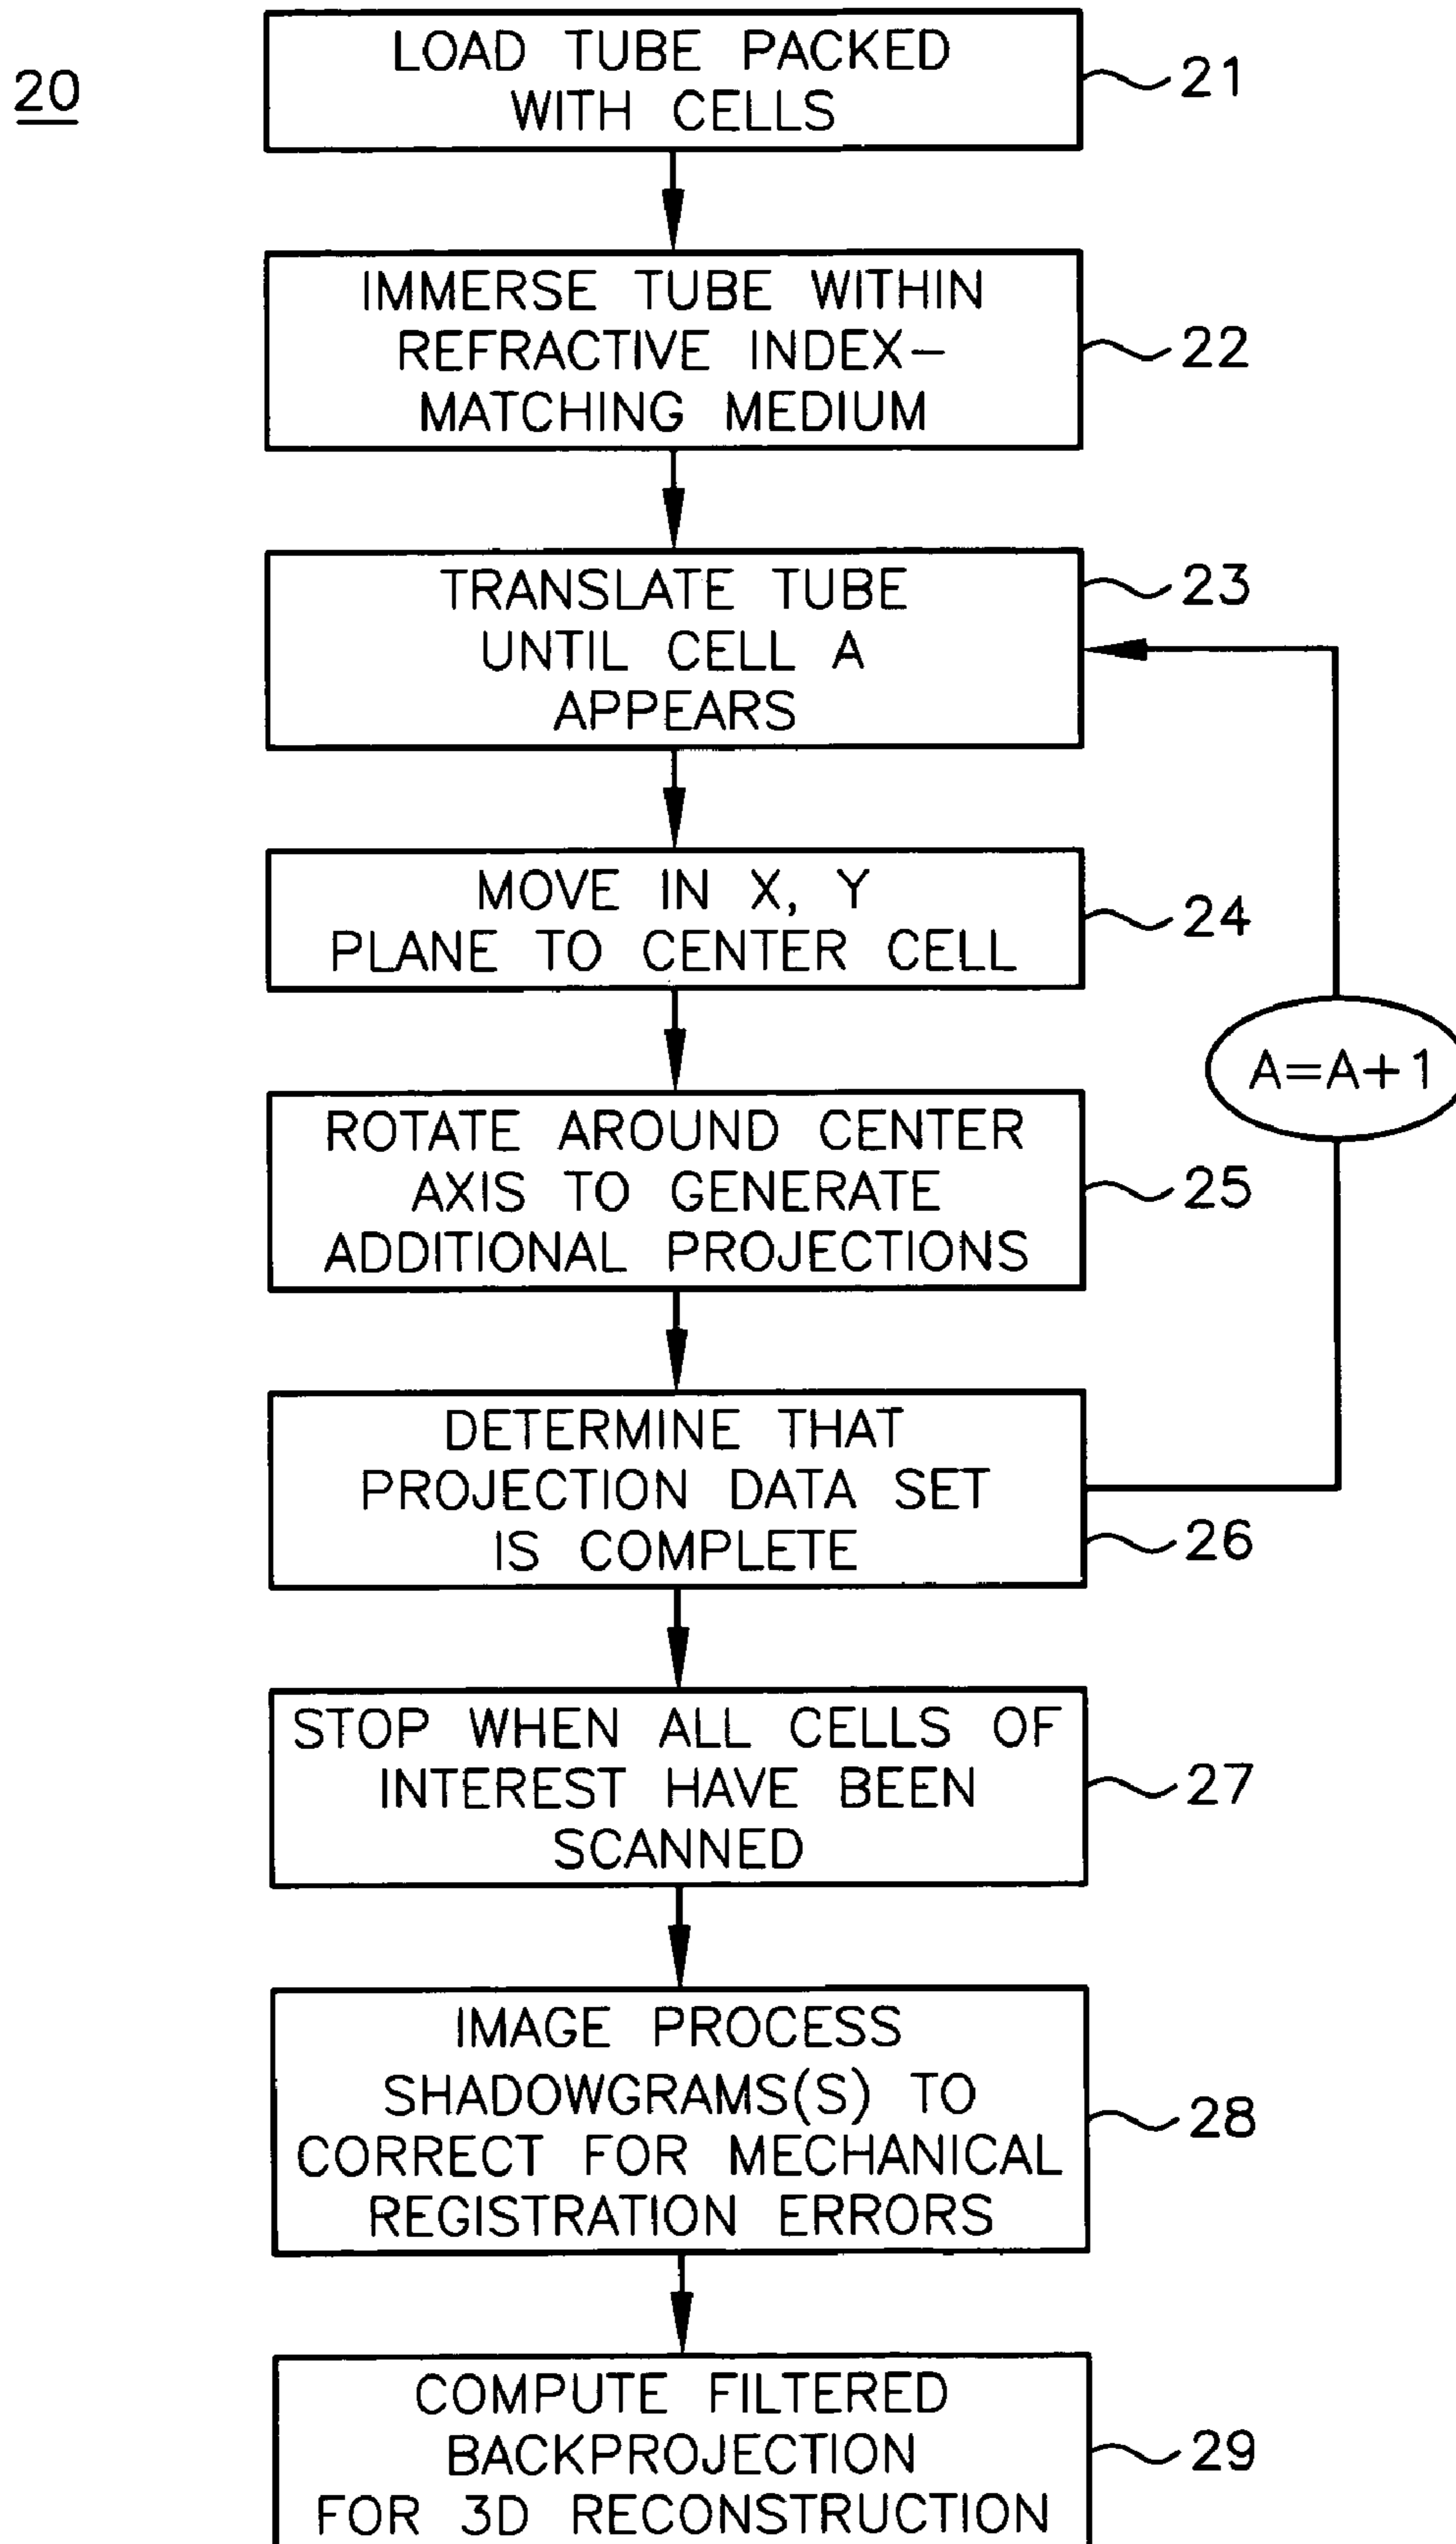 20
LOAD TUBE PACKED
WITH CELLS
21
IMMERSE TUBE WITHIN
REFRACTIVE INDEX–
MATCHING MEDIUM
22
TRANSLATE TUBE
UNTIL CELL A
APPEARS
23
MOVE IN X, Y
PLANE TO CENTER CELL
24
A=A+1
ROTATE AROUND CENTER
AXIS TO GENERATE
ADDITIONAL PROJECTIONS
25
DETERMINE THAT
PROJECTION DATA SET
IS COMPLETE
26
STOP WHEN ALL CELLS OF
INTEREST HAVE BEEN
SCANNED
27
IMAGE PROCESS
SHADOWGRAMS(S) TO
CORRECT FOR MECHANICAL
REGISTRATION ERRORS
28
COMPUTE FILTERED
BACKPROJECTION
FOR 3D RECONSTRUCTION
29